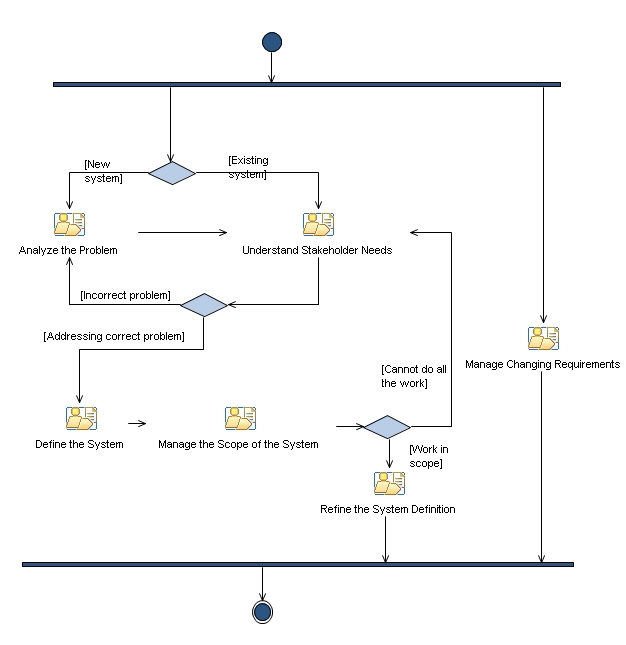 [New
system]
[Existing
system]
Analyze the Problem
Understand Stakeholder Needs
[Incorrect problem]
[Addressing correct problem]
Manage Changing Requirements
[Cannot do all
the work]
Define the System
Manage the Scope of the System
[Work in
scope]
Refine the System Definition